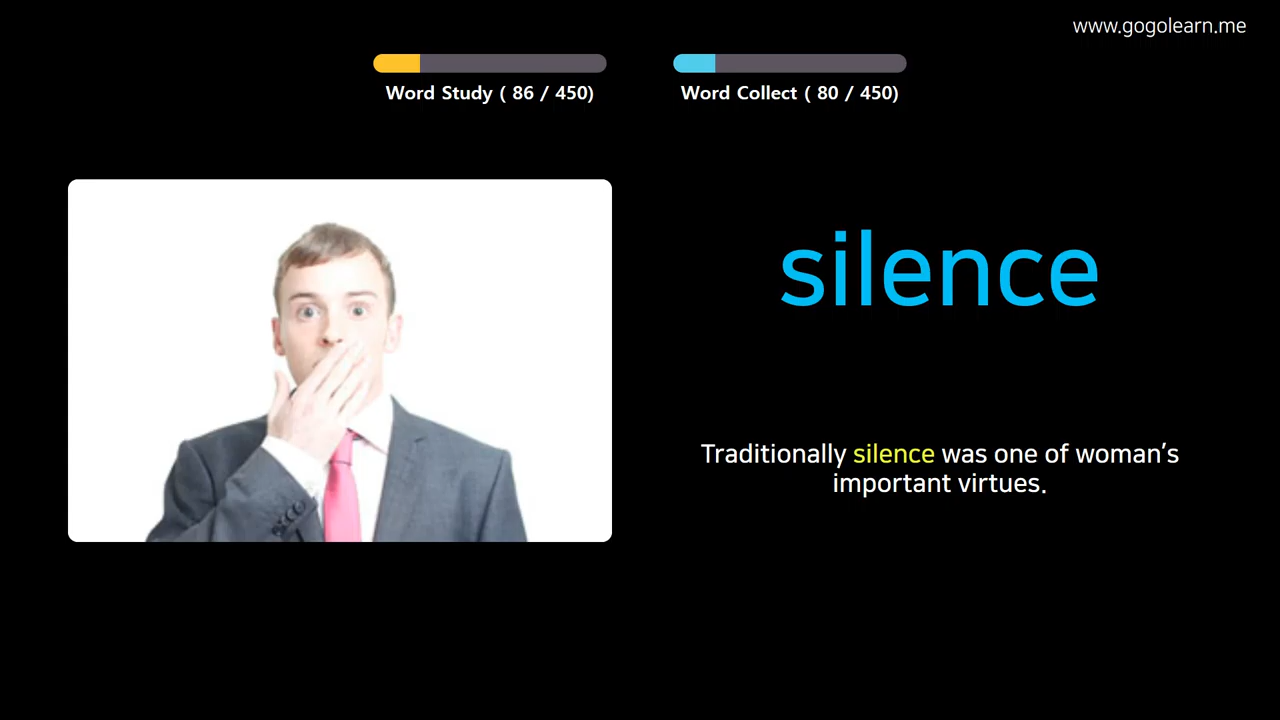 www.gogolearn.me
Word Study ( 86 / 450)
Word Collect ( 80 / 450)
silence
Traditionally silence was one of woman's
important virtues.